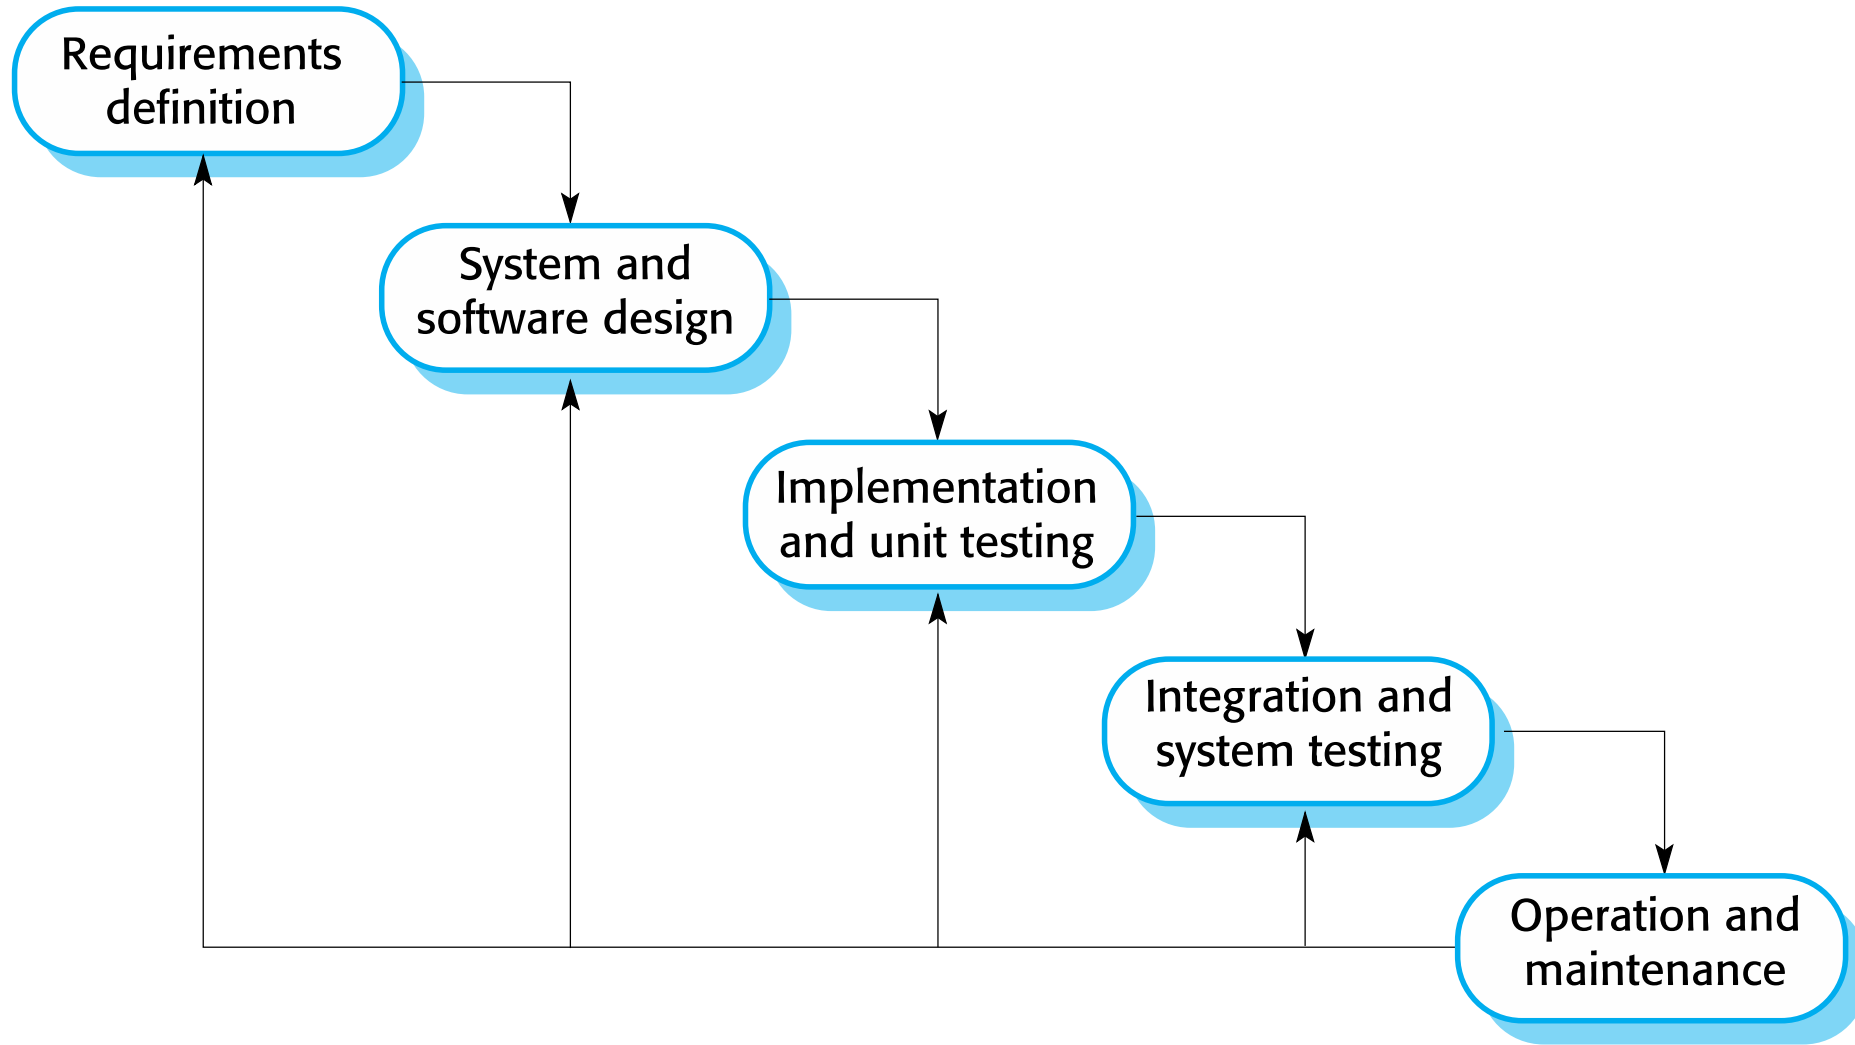 Requirements
definition
System and
software design
Implementation
and unit testing
Integration and
system testing
Operation and
maintenance